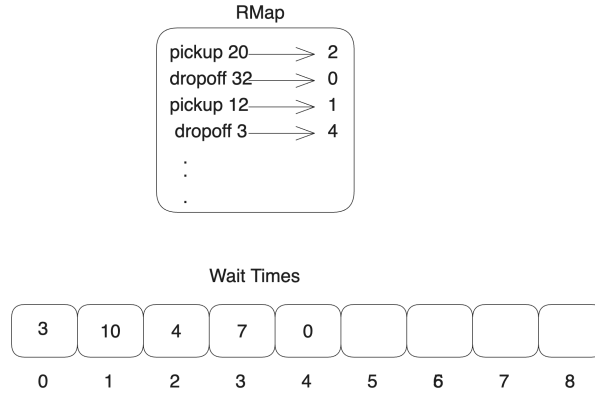 RMap
pickup 20 2
dropoff 32 0
pickup 12 1
dropoff 3 4
.
.
.
Wait Times
3 10 4 7 0
0 1 2 3 4 5 6 7 8